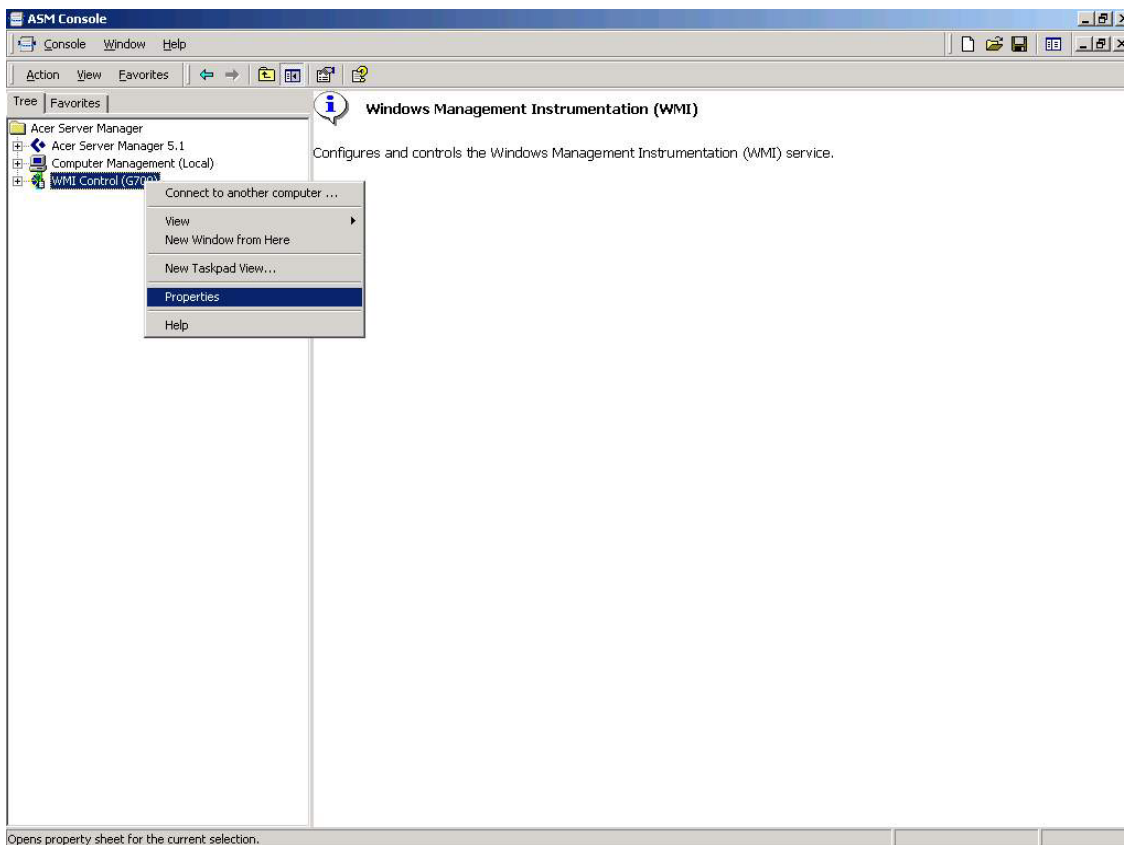 ASM Console
Console Window Help
Action View Favorites
Tree Favorites
Acer Server Manager
Acer Server Manager 5.1
Computer Management (Local)
WMI Control (G700)
Connect to another computer ...
View
New Window from Here
New Taskpad View...
Properties
Help
Windows Management Instrumentation (WMI)
Configures and controls the Windows Management Instrumentation (WMI) service.
Opens property sheet for the current selection.